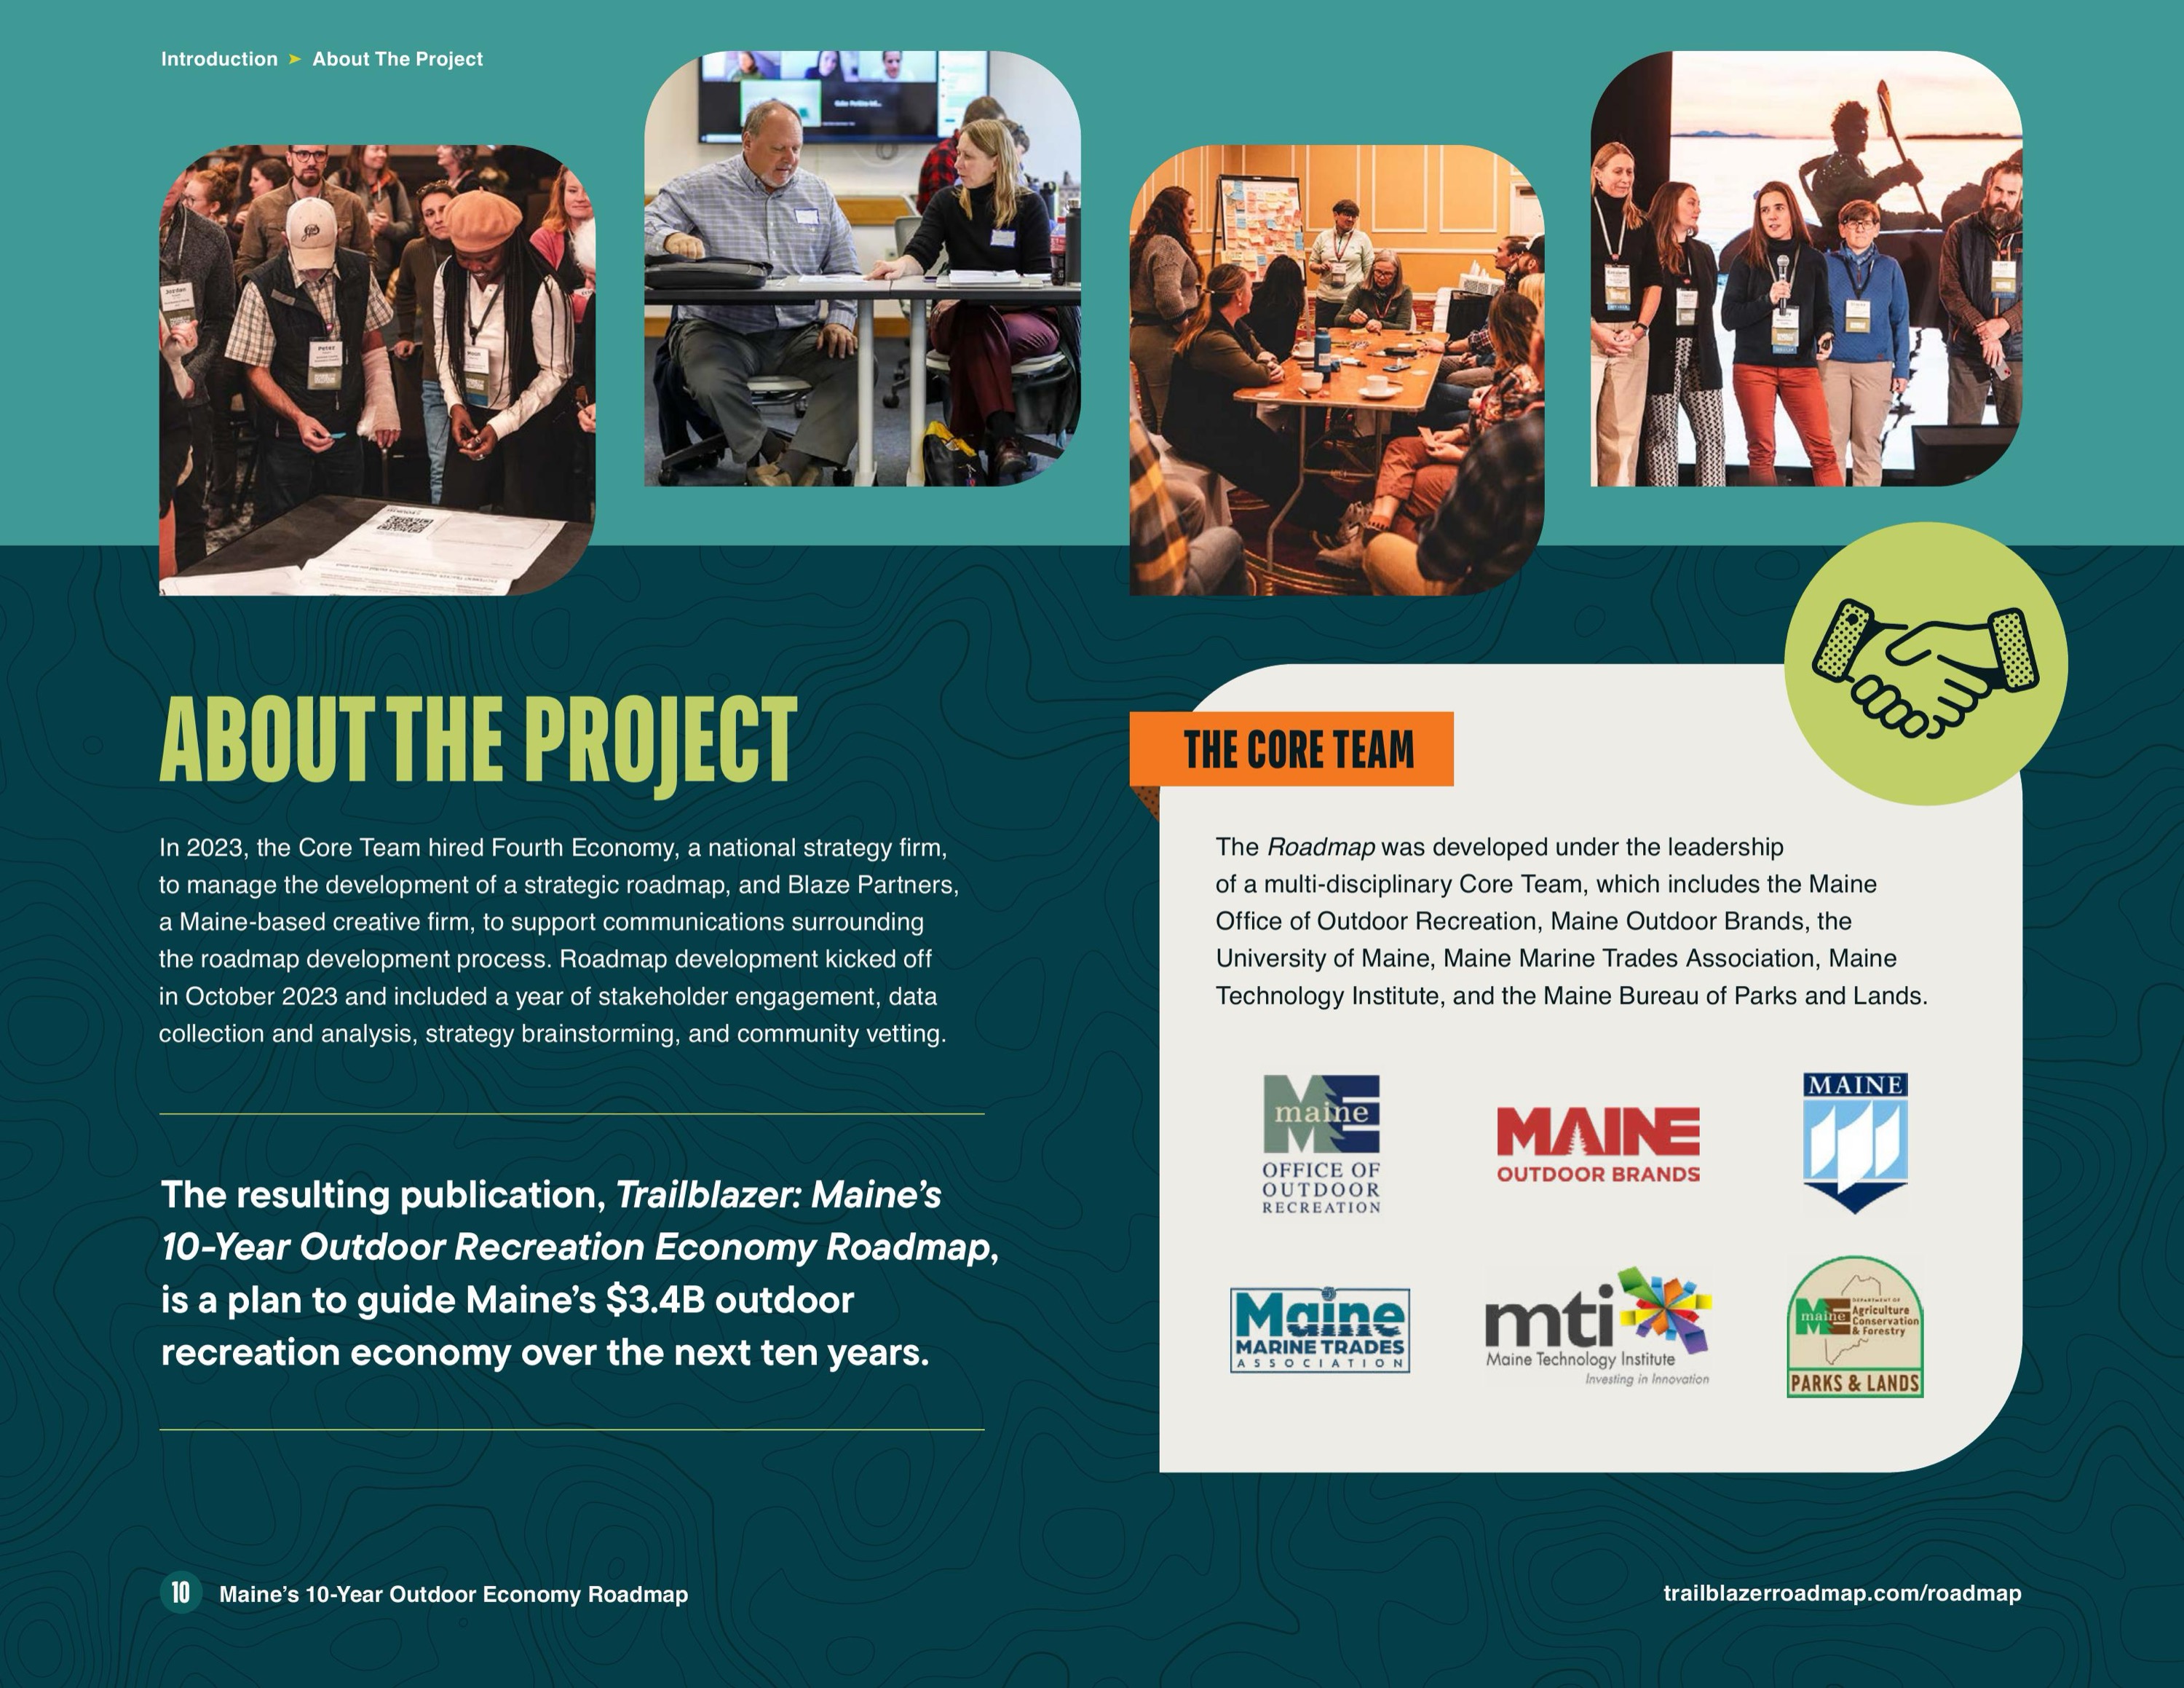 Introduction ➤ About The Project
ABOUT THE PROJECT
In 2023, the Core Team hired Fourth Economy, a national strategy firm,
to manage the development of a strategic roadmap, and Blaze Partners,
a Maine-based creative firm, to support communications surrounding
the roadmap development process. Roadmap development kicked off
in October 2023 and included a year of stakeholder engagement, data
collection and analysis, strategy brainstorming, and community vetting.
The resulting publication, Trailblazer: Maine’s
10-Year Outdoor Recreation Economy Roadmap,
is a plan to guide Maine’s $3.4B outdoor
recreation economy over the next ten years.
THE CORE TEAM
The Roadmap was developed under the leadership
of a multi-disciplinary Core Team, which includes the Maine
Office of Outdoor Recreation, Maine Outdoor Brands, the
University of Maine, Maine Marine Trades Association, Maine
Technology Institute, and the Maine Bureau of Parks and Lands.
ME
maine
OFFICE OF
OUTDOOR
RECREATION
MAINE
OUTDOOR BRANDS
MAINE
Maine
MARINE TRADES
ASSOCIATION
mti
Maine Technology Institute
Investing in Innovation
ME
maine
DEPARTMENT OF
Agriculture
Conservation
& Forestry
PARKS & LANDS
10 Maine’s 10-Year Outdoor Economy Roadmap
trailblazerroadmap.com/roadmap